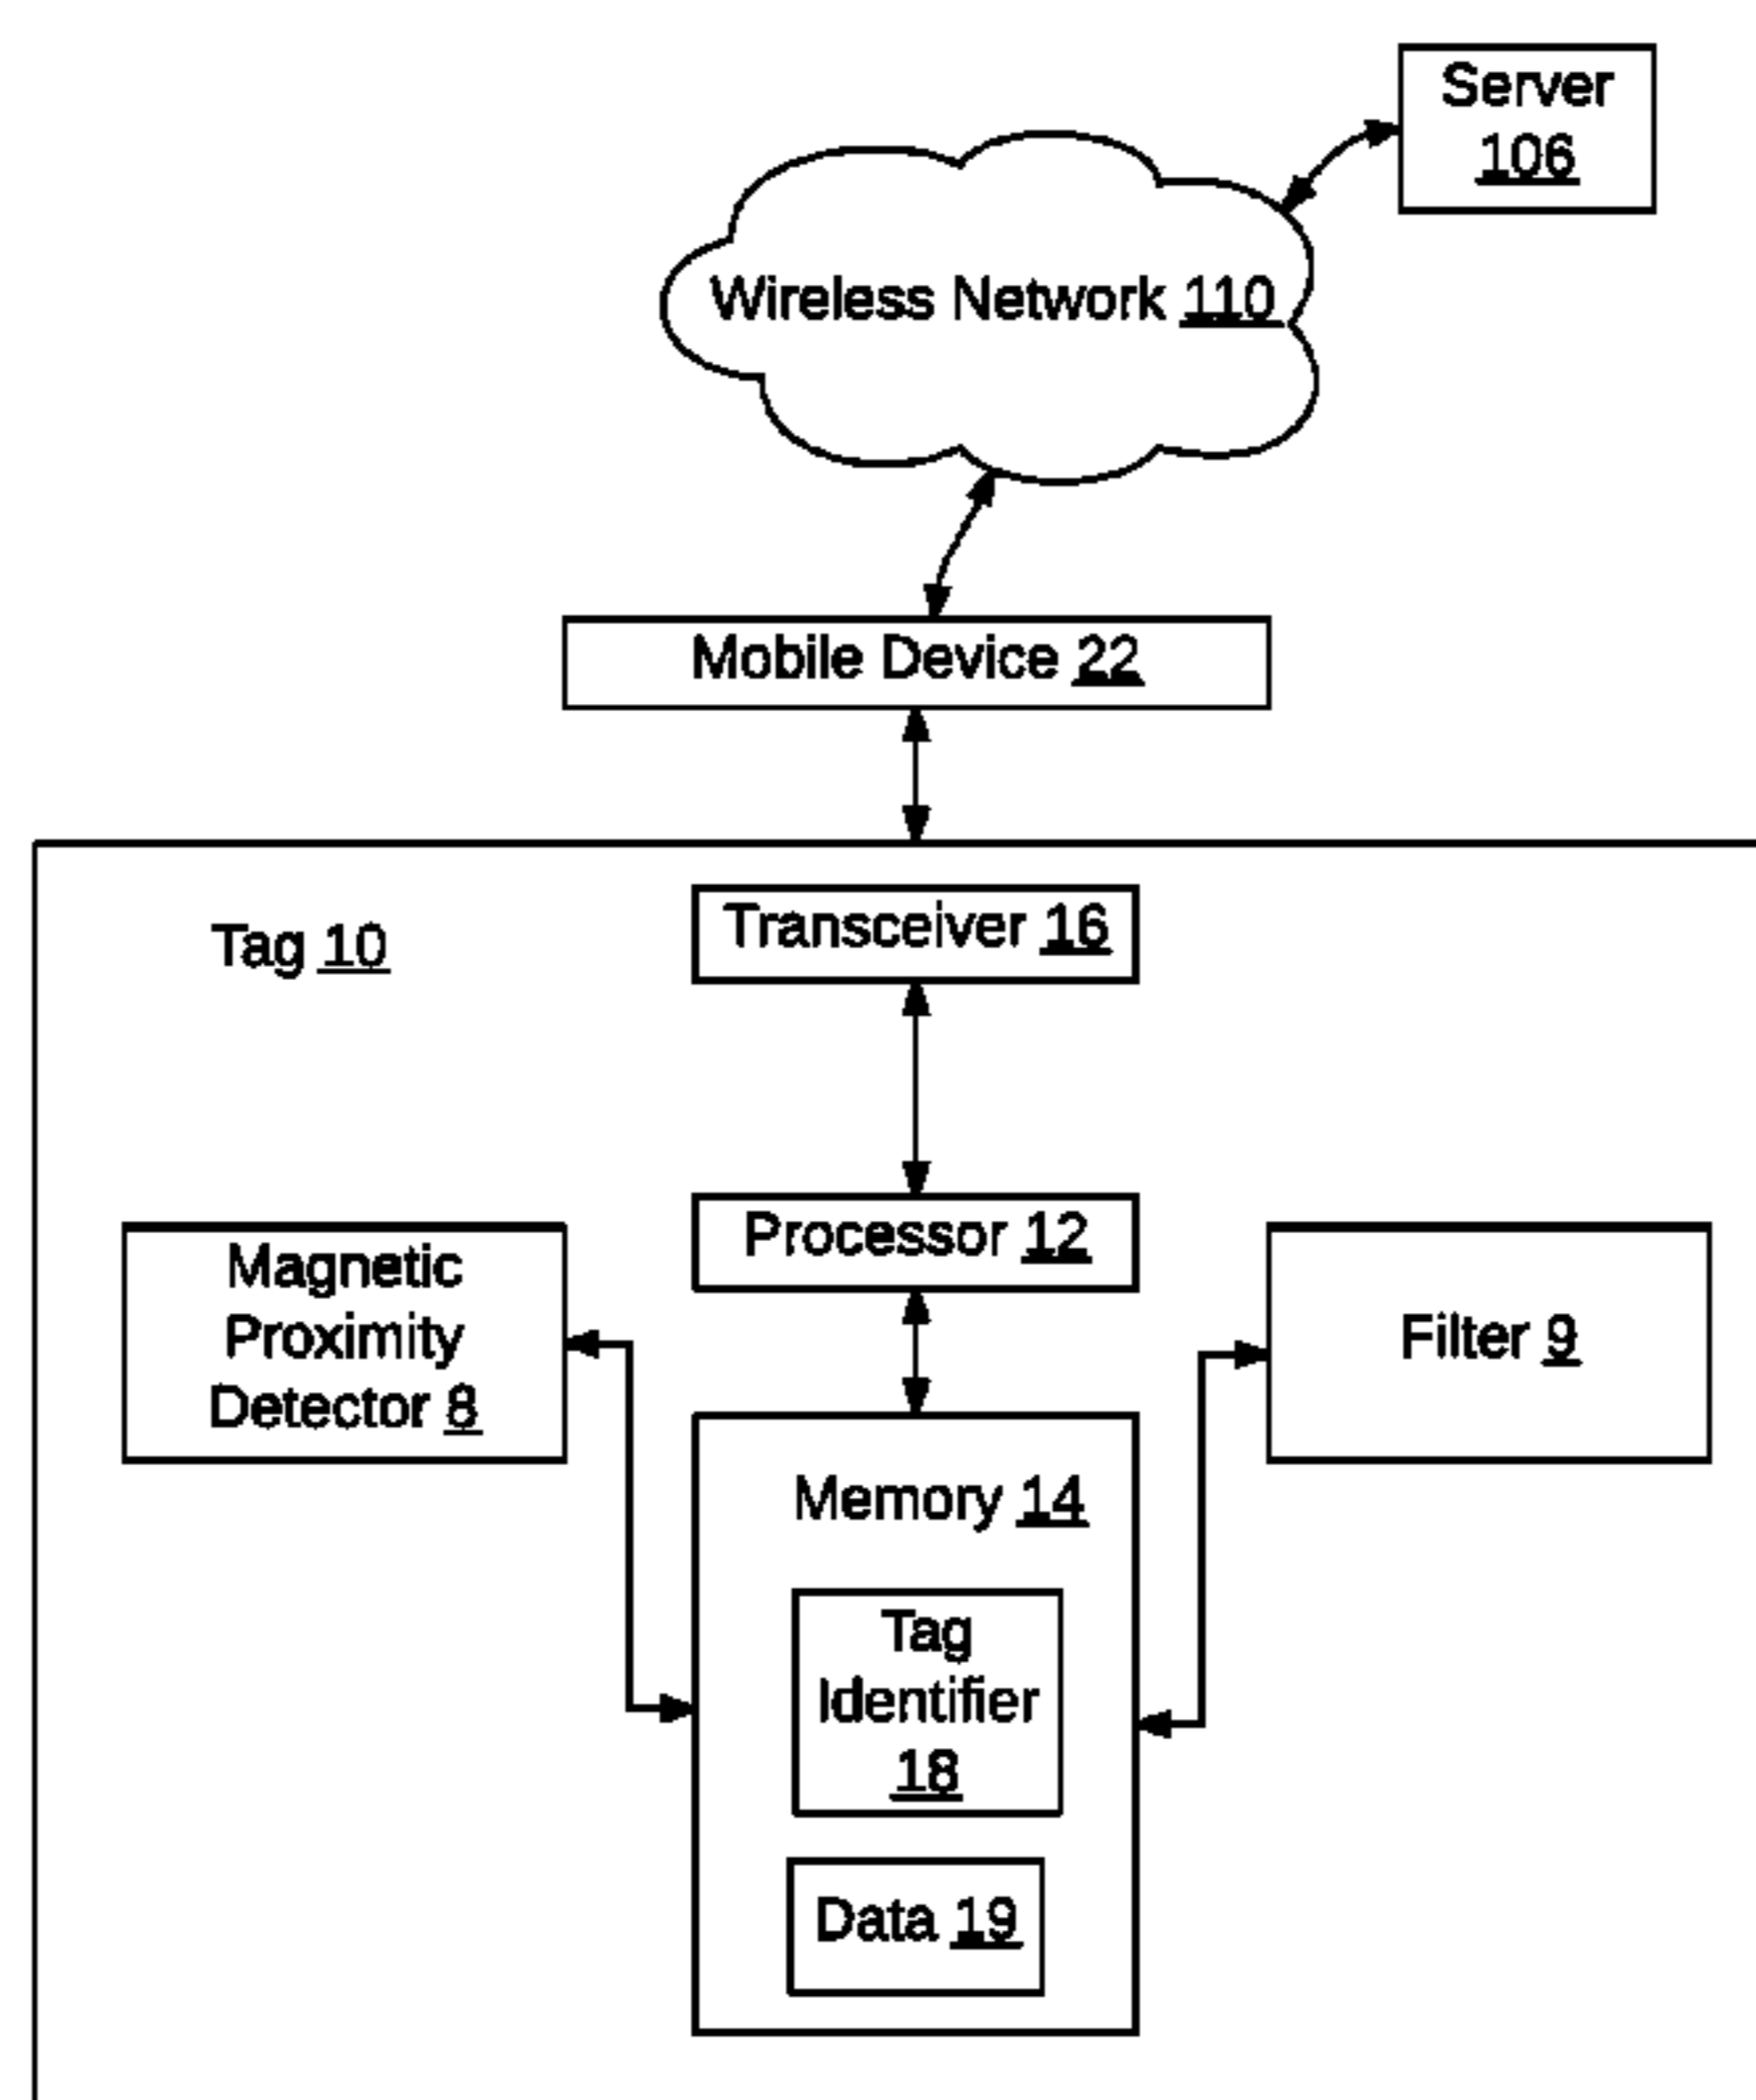 Server
106
Wireless Network 110
Mobile Device 22
Tag 10
Transceiver 16
Processor 12
Magnetic
Proximity
Detector 8
Filter 9
Memory 14
Tag
Identifier
18
Data 19